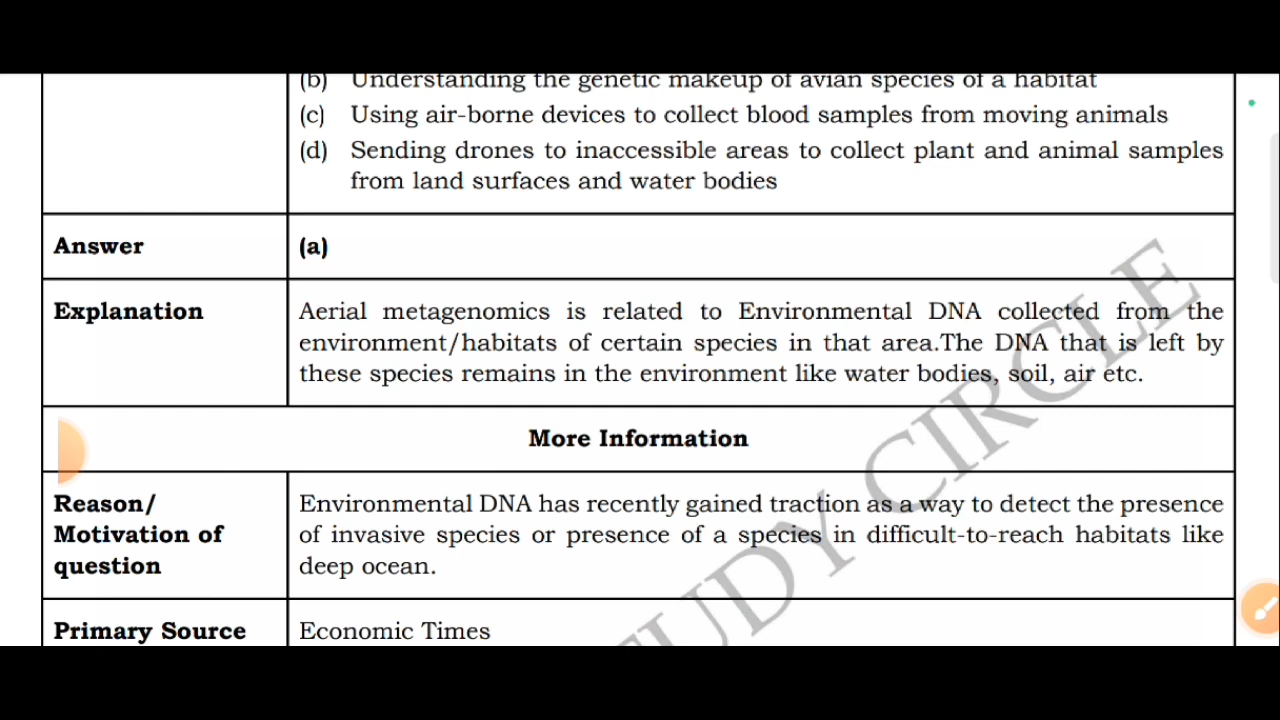 (b) Understanding the genetic makeup of avian species of a habitat
(c) Using air-borne devices to collect blood samples from moving animals
(d) Sending drones to inaccessible areas to collect plant and animal samples
from land surfaces and water bodies
Answer (a)
Explanation Aerial metagenomics is related to Environmental DNA collected from the
environment/habitats of certain species in that area.The DNA that is left by
these species remains in the environment like water bodies, soil, air etc.
More Information
Reason/ Environmental DNA has recently gained traction as a way to detect the presence
Motivation of of invasive species or presence of a species in difficult-to-reach habitats like
question deep ocean.
Primary Source Economic Times
TUDY CIRCLE